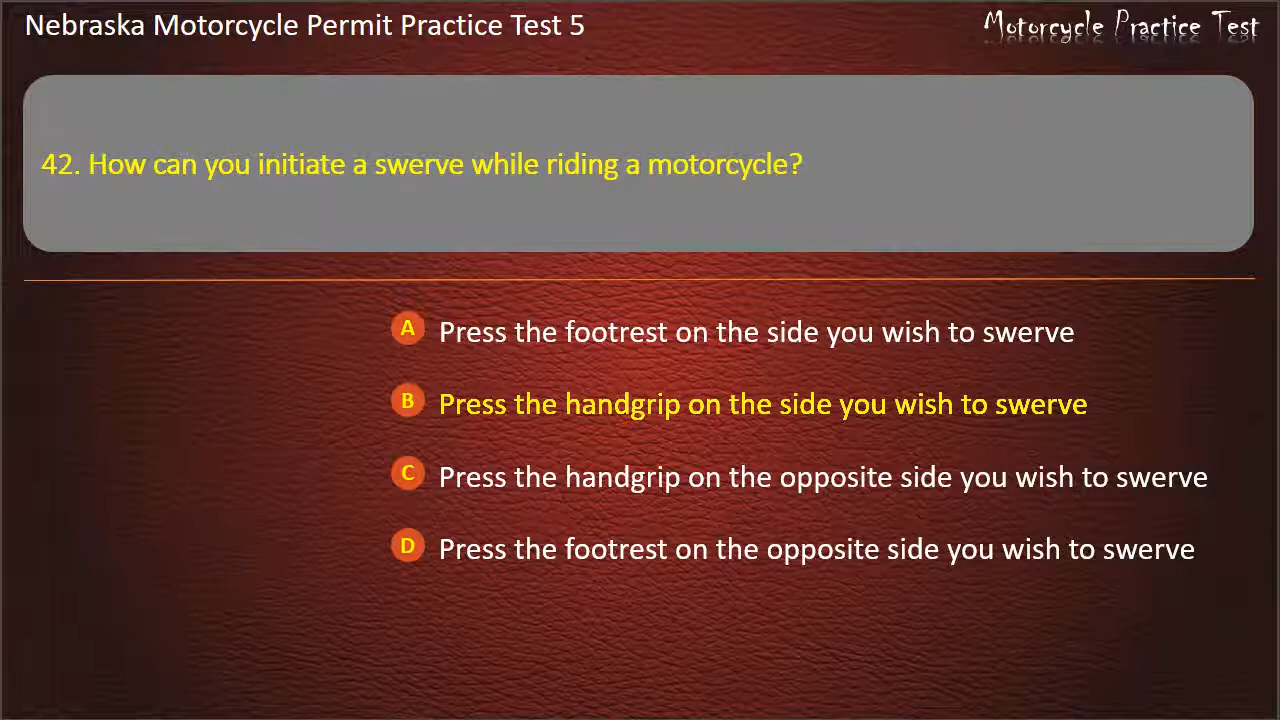 Nebraska Motorcycle Permit Practice Test 5
Motorcycle Practice Test
42. How can you initiate a swerve while riding a motorcycle?
A Press the footrest on the side you wish to swerve
B Press the handgrip on the side you wish to swerve
C Press the handgrip on the opposite side you wish to swerve
D Press the footrest on the opposite side you wish to swerve